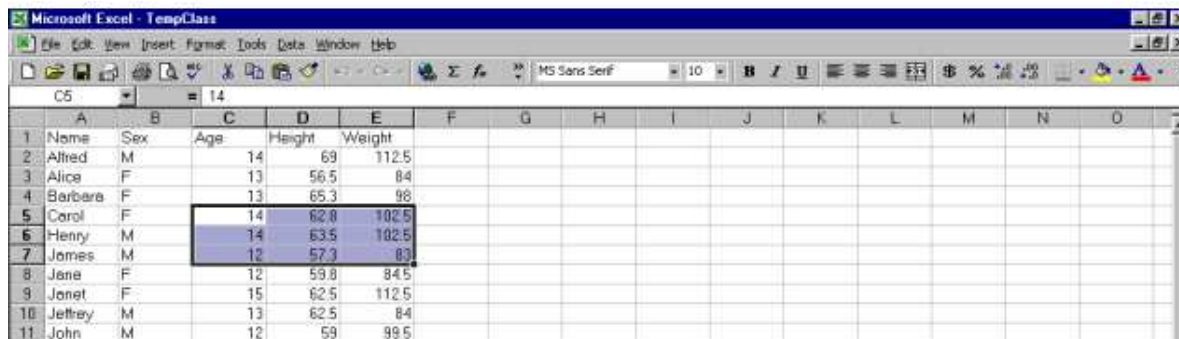 Microsoft Excel - TempClass
File Edit View Insert Format Tools Data Window Help
MS Sans Serif 10 B I U $ %
C5 = 14
A B C D E F G H I J K L M N O
1 Name Sex Age Height Weight
2 Alfred M 14 69 112.5
3 Alice F 13 56.5 84
4 Barbara F 13 65.3 98
5 Carol F 14 62.8 102.5
6 Henry M 14 63.5 102.5
7 James M 12 57.3 83
8 Jane F 12 59.8 84.5
9 Janet F 15 62.5 112.5
10 Jeffrey M 13 62.5 84
11 John M 12 59 99.5